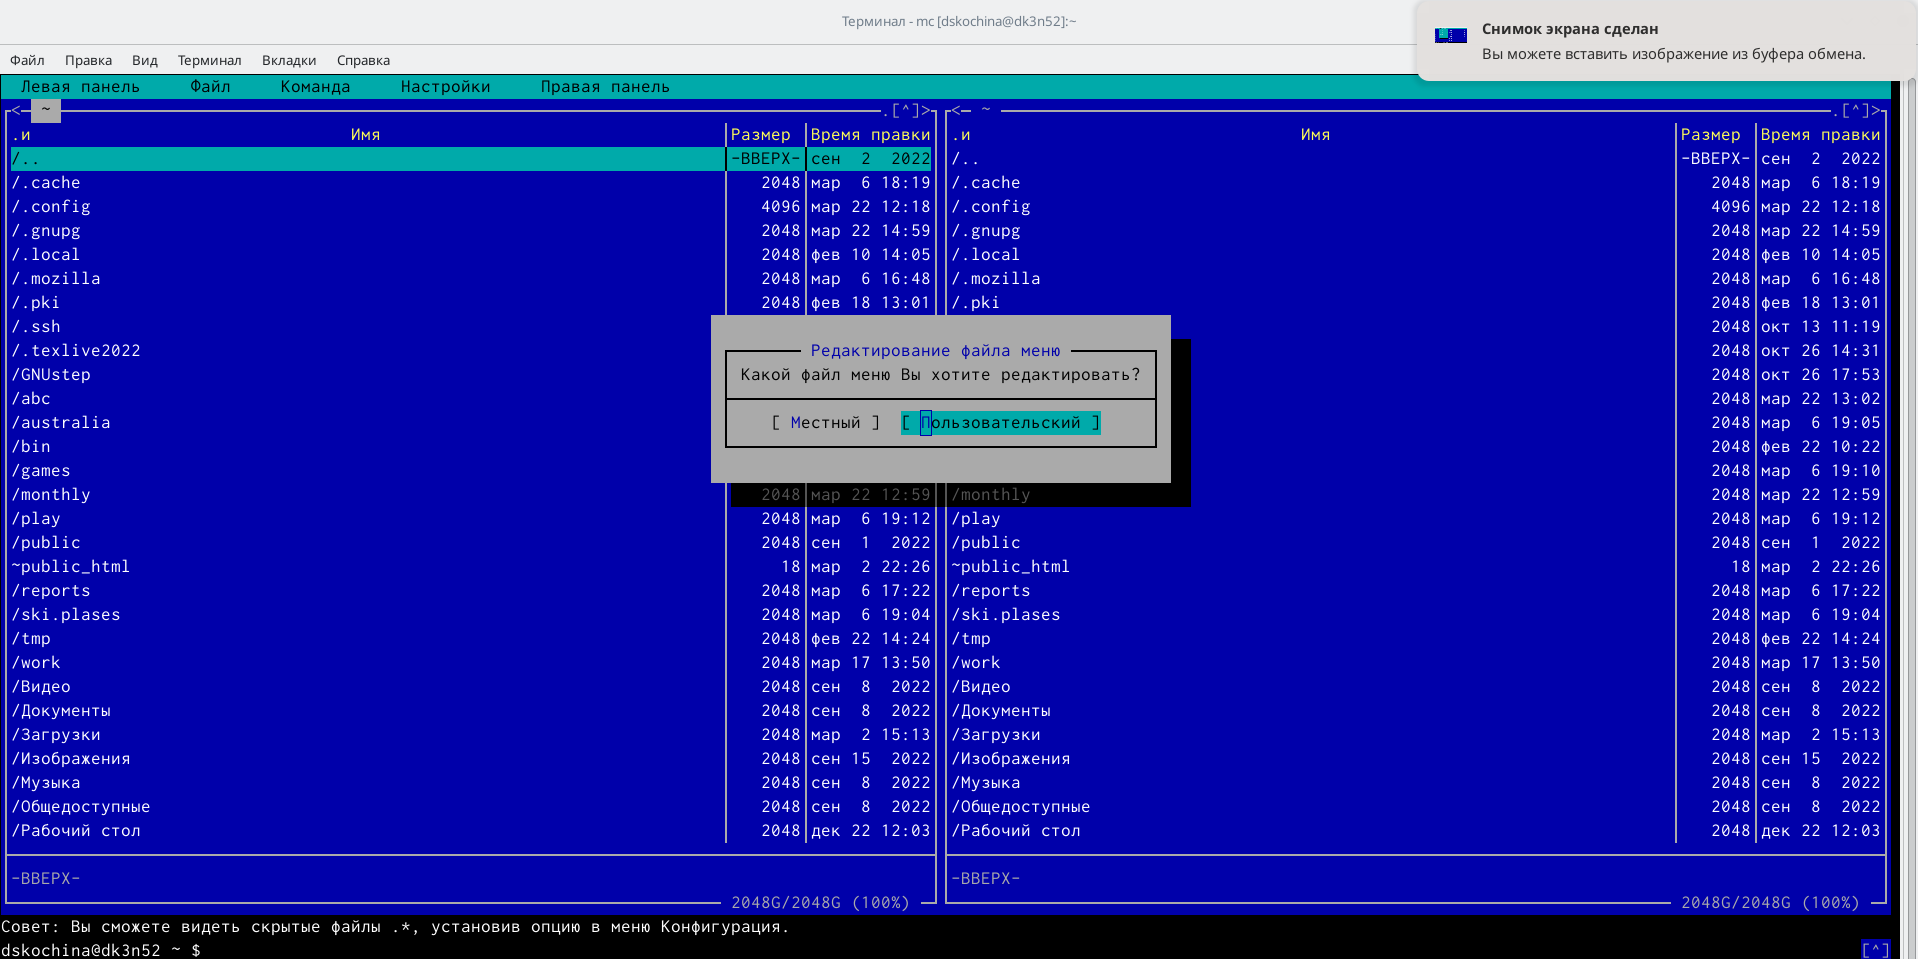 Терминал - mc [dskochina@dk3n52]:~
Снимок экрана сделан
Вы можете вставить изображение из буфера обмена.
Файл Правка Вид Терминал Вкладки Справка
Левая панель Файл Команда Настройки Правая панель
<─ ~ .[^]> <─ ~ .[^]>
.и Имя Размер Время правки .и Имя Размер Время правки
/.. -ВВЕРХ- сен 2 2022 /.. -ВВЕРХ- сен 2 2022
/.cache 2048 мар 6 18:19 /.cache 2048 мар 6 18:19
/.config 4096 мар 22 12:18 /.config 4096 мар 22 12:18
/.gnupg 2048 мар 22 14:59 /.gnupg 2048 мар 22 14:59
/.local 2048 фев 10 14:05 /.local 2048 фев 10 14:05
/.mozilla 2048 мар 6 16:48 /.mozilla 2048 мар 6 16:48
/.pki 2048 фев 18 13:01 /.pki 2048 фев 18 13:01
/.ssh 2048 окт 13 11:19
/.texlive2022 Редактирование файла меню 2048 окт 26 14:31
/GNUstep Какой файл меню Вы хотите редактировать? 2048 окт 26 17:53
/abc 2048 мар 22 13:02
/australia [ Местный ] [ Пользовательский ] 2048 мар 6 19:05
/bin 2048 фев 22 10:22
/games 2048 мар 6 19:10
/monthly 2048 мар 22 12:59 /monthly 2048 мар 22 12:59
/play 2048 мар 6 19:12 /play 2048 мар 6 19:12
/public 2048 сен 1 2022 /public 2048 сен 1 2022
~public_html 18 мар 2 22:26 ~public_html 18 мар 2 22:26
/reports 2048 мар 6 17:22 /reports 2048 мар 6 17:22
/ski.plases 2048 мар 6 19:04 /ski.plases 2048 мар 6 19:04
/tmp 2048 фев 22 14:24 /tmp 2048 фев 22 14:24
/work 2048 мар 17 13:50 /work 2048 мар 17 13:50
/Видео 2048 сен 8 2022 /Видео 2048 сен 8 2022
/Документы 2048 сен 8 2022 /Документы 2048 сен 8 2022
/Загрузки 2048 мар 2 15:13 /Загрузки 2048 мар 2 15:13
/Изображения 2048 сен 15 2022 /Изображения 2048 сен 15 2022
/Музыка 2048 сен 8 2022 /Музыка 2048 сен 8 2022
/Общедоступные 2048 сен 8 2022 /Общедоступные 2048 сен 8 2022
/Рабочий стол 2048 дек 22 12:03 /Рабочий стол 2048 дек 22 12:03
-ВВЕРХ- -ВВЕРХ-
2048G/2048G (100%) 2048G/2048G (100%)
Совет: Вы сможете видеть скрытые файлы .*, установив опцию в меню Конфигурация.
dskochina@dk3n52 ~ $ [^]